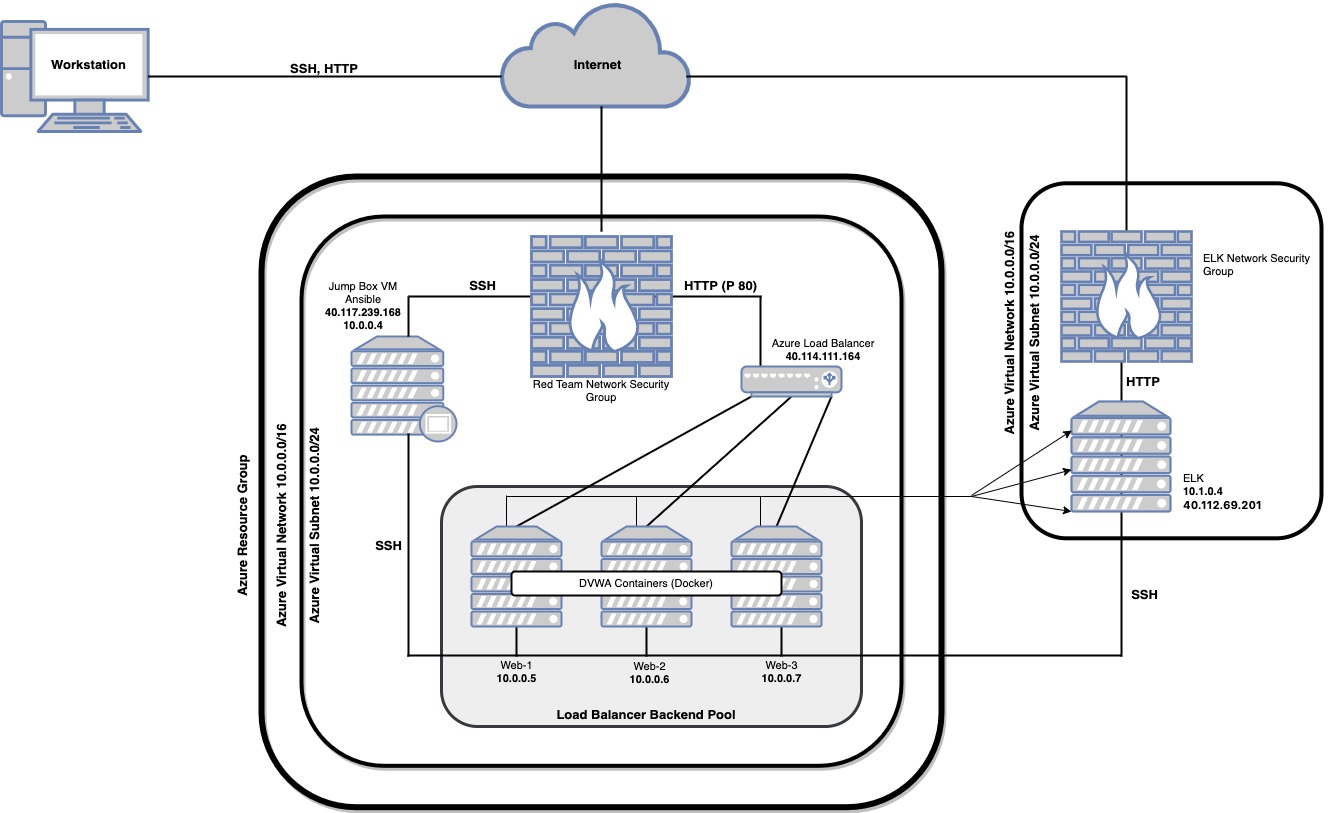 Workstation
SSH, HTTP
Internet
Azure Resource Group
Azure Virtual Network 10.0.0.0/16
Azure Virtual Subnet 10.0.0.0/24
Jump Box VM
Ansible
40.117.239.168
10.0.0.4
SSH
HTTP (P 80)
Red Team Network Security
Group
Azure Load Balancer
40.114.111.164
SSH
DVWA Containers (Docker)
Web-1
10.0.0.5
Web-2
10.0.0.6
Web-3
10.0.0.7
Load Balancer Backend Pool
Azure Virtual Network 10.0.0.0/16
Azure Virtual Subnet 10.0.0.0/24
ELK Network Security
Group
HTTP
ELK
10.1.0.4
40.112.69.201
SSH